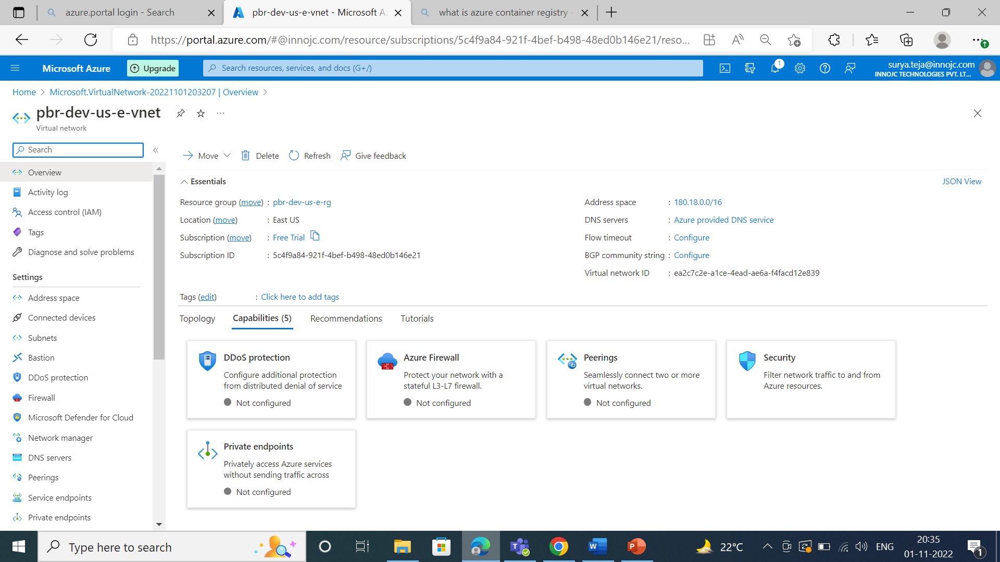 azure.portal login - Search
pbr-dev-us-e-vnet - Microsoft Az
what is azure container registry -
https://portal.azure.com/#@innojc.com/resource/subscriptions/5c4f9a84-921f-4bef-b498-48ed0b146e21/reso...
Microsoft Azure
Upgrade
Search resources, services, and docs (G+/)
1
surya.teja@innojc.com
INNOJC TECHNOLOGIES PVT. LT...
Home > Microsoft.VirtualNetwork-20221101203207 | Overview >
pbr-dev-us-e-vnet
Virtual network
Search
Move
Delete
Refresh
Give feedback
Overview
Activity log
Access control (IAM)
Tags
Diagnose and solve problems
Settings
Address space
Connected devices
Subnets
Bastion
DDoS protection
Firewall
Microsoft Defender for Cloud
Network manager
DNS servers
Peerings
Service endpoints
Private endpoints
Essentials
JSON View
Resource group (move) : pbr-dev-us-e-rg
Location (move) : East US
Subscription (move) : Free Trial
Subscription ID : 5c4f9a84-921f-4bef-b498-48ed0b146e21
Address space : 180.18.0.0/16
DNS servers : Azure provided DNS service
Flow timeout : Configure
BGP community string : Configure
Virtual network ID : ea2c7c2e-a1ce-4ead-ae6a-f4facd12e839
Tags (edit) : Click here to add tags
Topology
Capabilities (5)
Recommendations
Tutorials
DDoS protection
Configure additional protection
from distributed denial of service
Not configured
Azure Firewall
Protect your network with a
stateful L3-L7 firewall.
Not configured
Peerings
Seamlessly connect two or more
virtual networks.
Not configured
Security
Filter network traffic to and from
Azure resources.
Private endpoints
Privately access Azure services
without sending traffic across
Not configured
Type here to search
22°C
ENG
20:35
01-11-2022
1